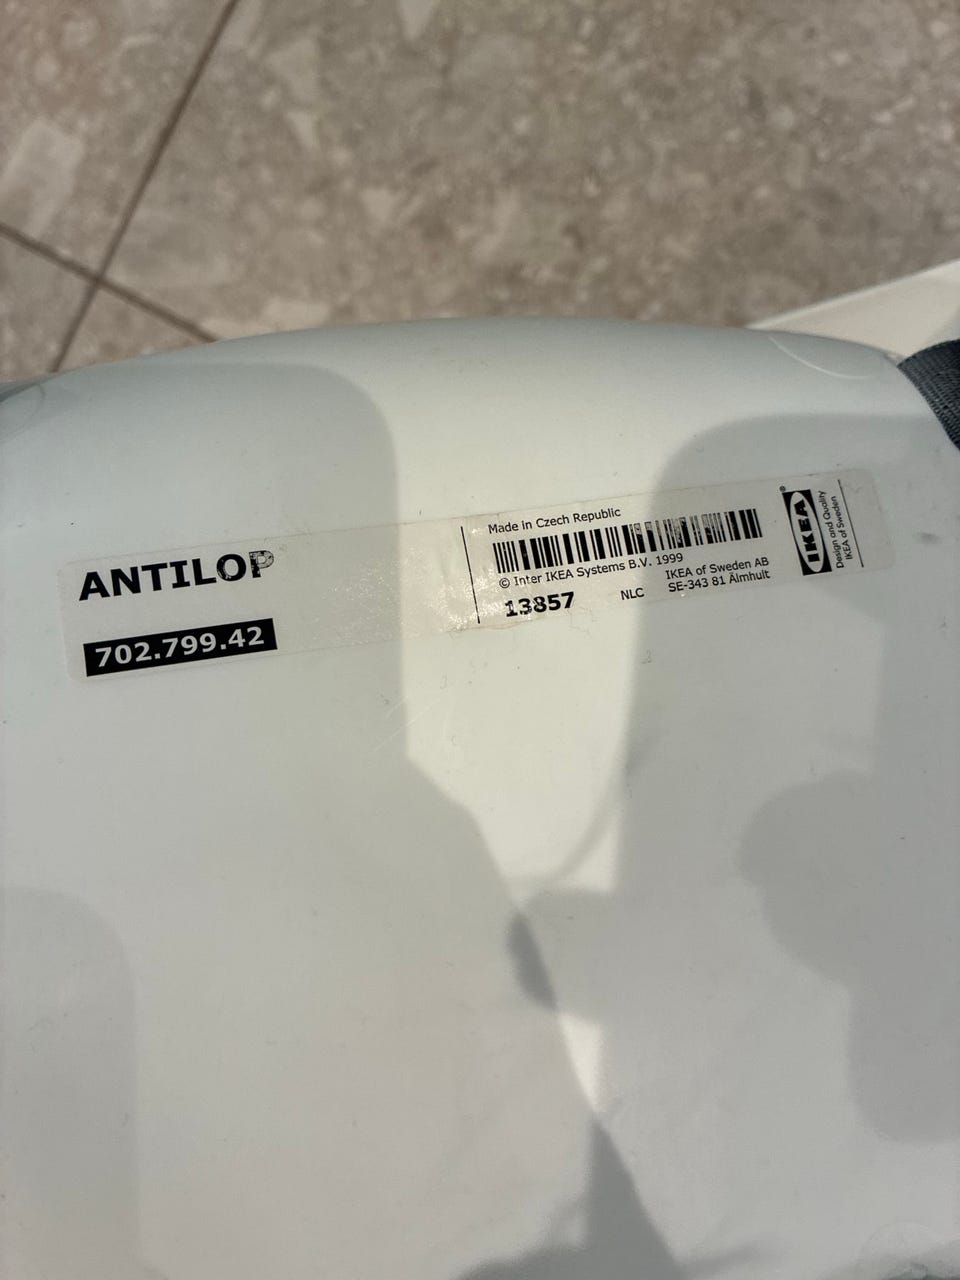 ANTILOP
702.799.42
Made in Czech Republic
© Inter IKEA Systems B.V. 1999
13857
NLC
IKEA of Sweden AB
SE-343 81 Älmhult
IKEA®
Design and Quality
IKEA of Sweden